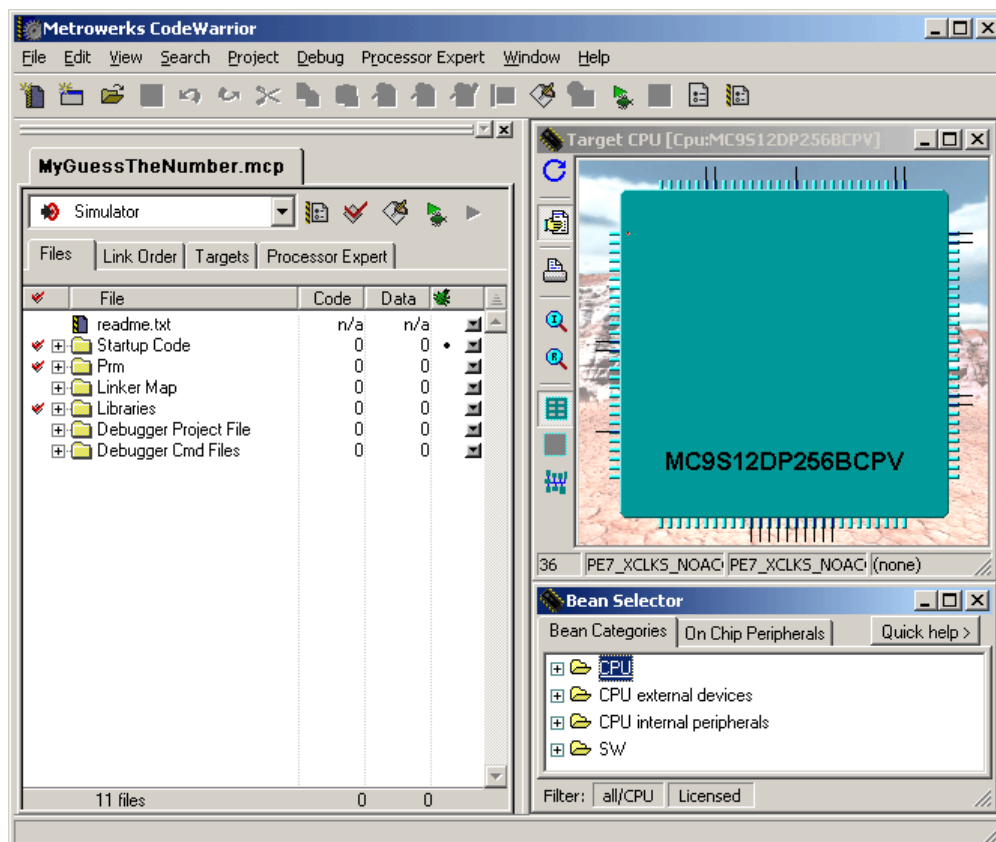 Metrowerks CodeWarrior
File Edit View Search Project Debug Processor Expert Window Help
MyGuessTheNumber.mcp
Simulator
Files Link Order Targets Processor Expert
File Code Data
readme.txt n/a n/a
Startup Code 0 0
Prm 0 0
Linker Map 0 0
Libraries 0 0
Debugger Project File 0 0
Debugger Cmd Files 0 0
11 files 0 0
Target CPU [Cpu:MC9S12DP256BCPV]
MC9S12DP256BCPV
36 PE7_XCLKS_NOAC PE7_XCLKS_NOAC (none)
Bean Selector
Bean Categories On Chip Peripherals Quick help >
CPU
CPU external devices
CPU internal peripherals
SW
Filter: all/CPU Licensed